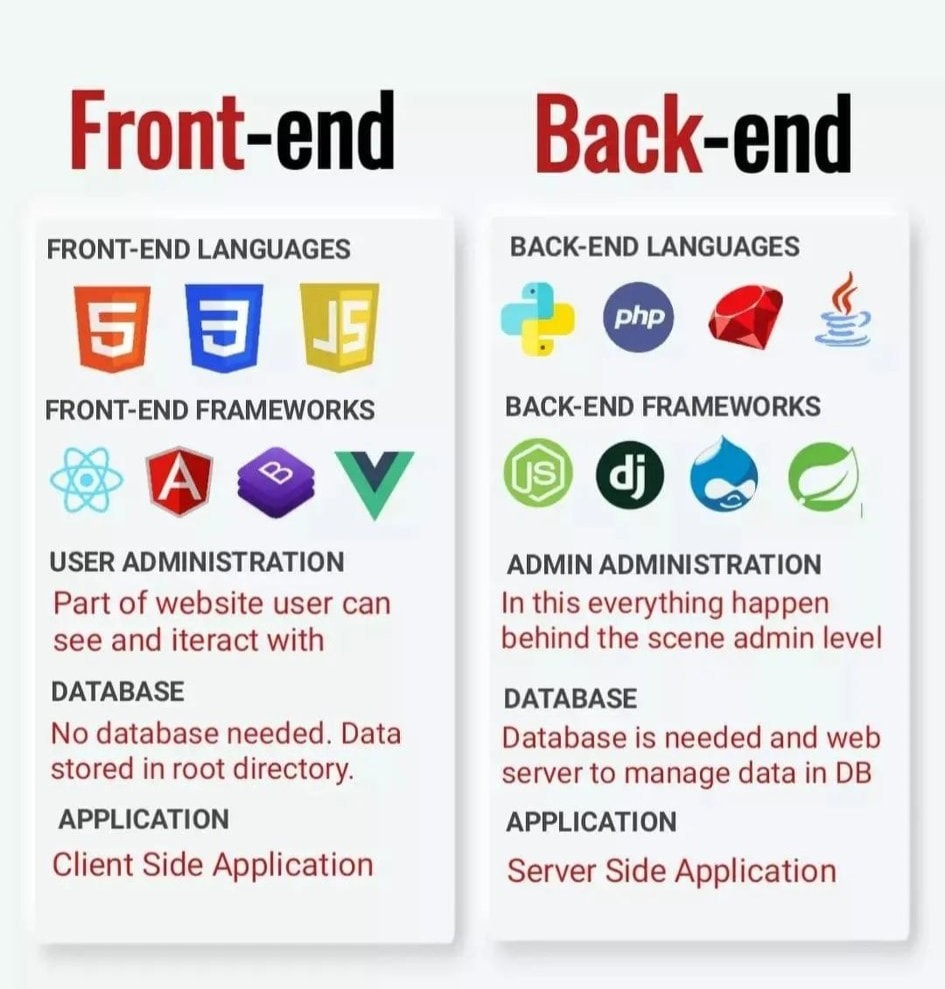 Front-end
FRONT-END LANGUAGES
5
3
JS
FRONT-END FRAMEWORKS
A
B
USER ADMINISTRATION
Part of website user can
see and iteract with
DATABASE
No database needed. Data
stored in root directory.
APPLICATION
Client Side Application
Back-end
BACK-END LANGUAGES
php
BACK-END FRAMEWORKS
JS
dj
ADMIN ADMINISTRATION
In this everything happen
behind the scene admin level
DATABASE
Database is needed and web
server to manage data in DB
APPLICATION
Server Side Application